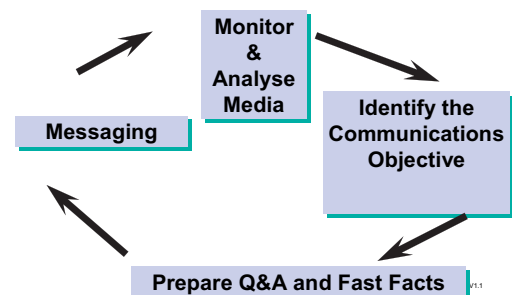 Monitor
&
Analyse
Media
Identify the
Communications
Objective
Messaging
Prepare Q&A and Fast Facts
V1.1